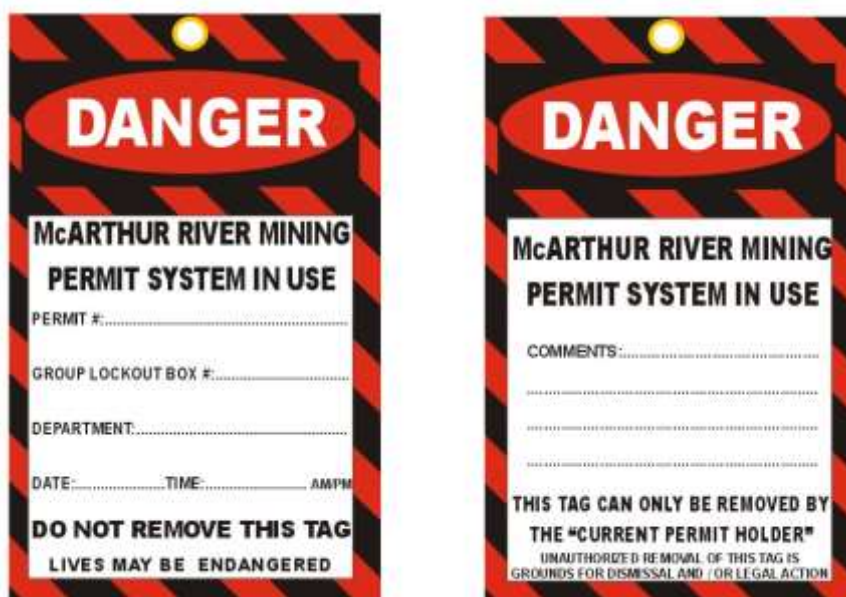 DANGER
McARTHUR RIVER MINING
PERMIT SYSTEM IN USE
PERMIT #:
GROUP LOCKOUT BOX #:
DEPARTMENT:
DATE: TIME: AM/PM
DO NOT REMOVE THIS TAG
LIVES MAY BE ENDANGERED
DANGER
McARTHUR RIVER MINING
PERMIT SYSTEM IN USE
COMMENTS:
THIS TAG CAN ONLY BE REMOVED BY
THE “CURRENT PERMIT HOLDER”
UNAUTHORIZED REMOVAL OF THIS TAG IS
GROUNDS FOR DISMISSAL AND / OR LEGAL ACTION